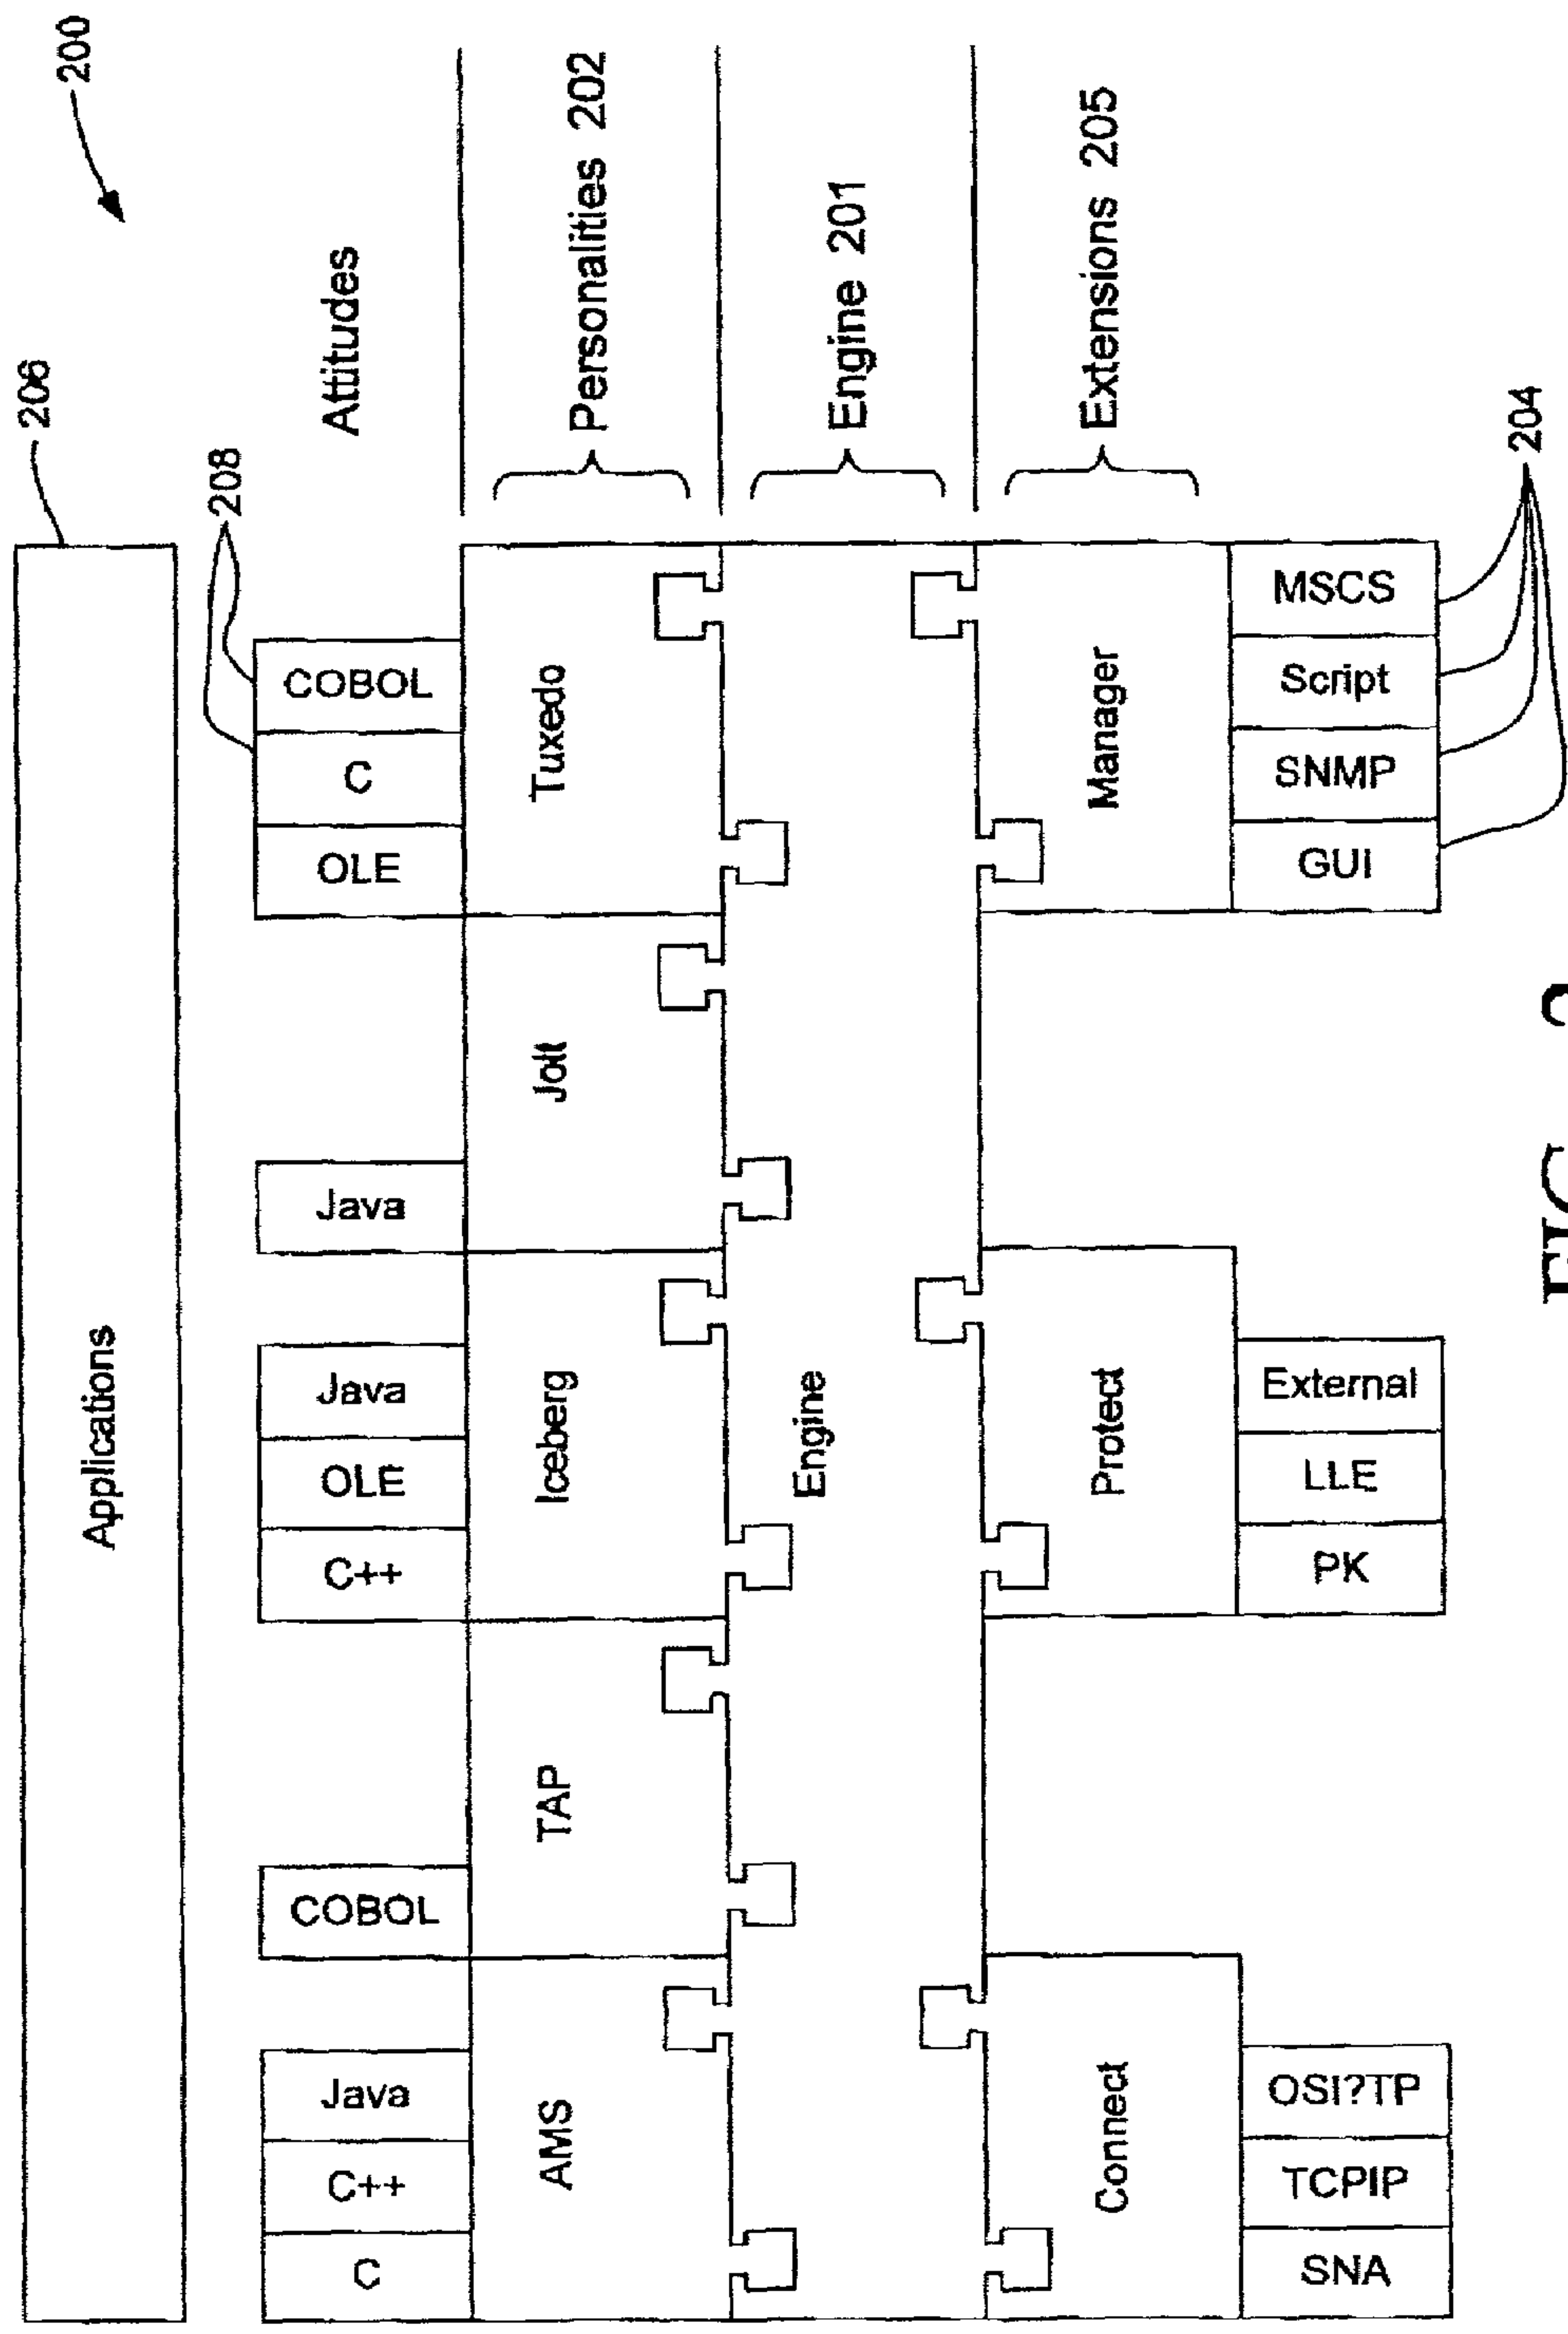 200
206
Applications
208
Attitudes
C
C++
Java
COBOL
C++
OLE
Java
Java
OLE
C
COBOL
AMS
TAP
Iceberg
Jolt
Tuxedo
Personalities 202
Engine
Engine 201
Connect
Protect
Manager
Extensions 205
SNA
TCPIP
OSI?TP
PK
LLE
External
GUI
SNMP
Script
MSCS
204
FIG.